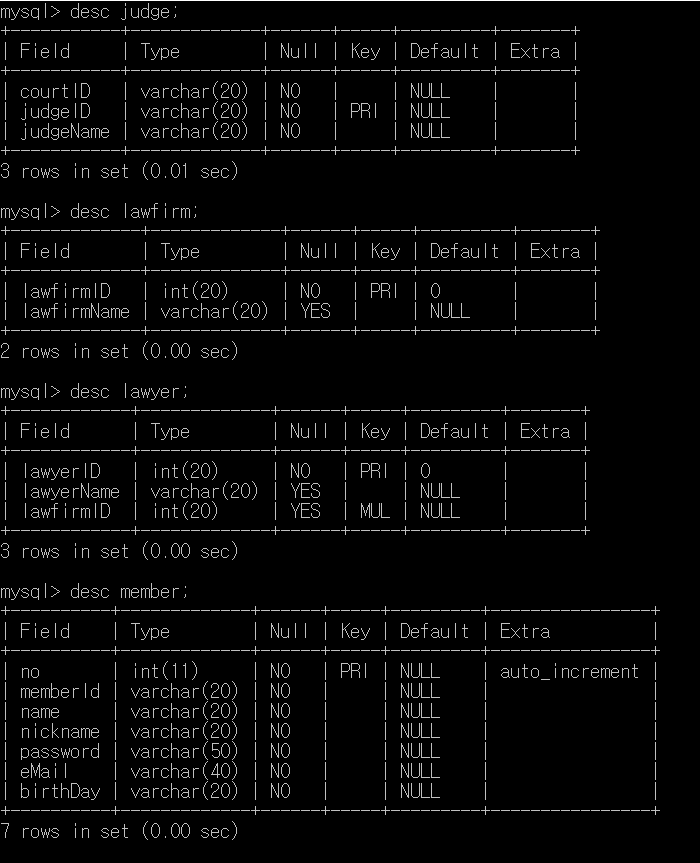 mysql> desc judge;
+-----------+-------------+------+-----+---------+-------+
| Field     | Type        | Null | Key | Default | Extra |
+-----------+-------------+------+-----+---------+-------+
| courtID   | varchar(20) | NO   |     | NULL    |       |
| judgeID   | varchar(20) | NO   | PRI | NULL    |       |
| judgeName | varchar(20) | NO   |     | NULL    |       |
+-----------+-------------+------+-----+---------+-------+
3 rows in set (0.01 sec)
mysql> desc lawfirm;
+-------------+-------------+------+-----+---------+-------+
| Field       | Type        | Null | Key | Default | Extra |
+-------------+-------------+------+-----+---------+-------+
| lawfirmID   | int(20)     | NO   | PRI | 0       |       |
| lawfirmName | varchar(20) | YES  |     | NULL    |       |
+-------------+-------------+------+-----+---------+-------+
2 rows in set (0.00 sec)
mysql> desc lawyer;
+------------+-------------+------+-----+---------+-------+
| Field      | Type        | Null | Key | Default | Extra |
+------------+-------------+------+-----+---------+-------+
| lawyerID   | int(20)     | NO   | PRI | 0       |       |
| lawyerName | varchar(20) | YES  |     | NULL    |       |
| lawfirmID  | int(20)     | YES  | MUL | NULL    |       |
+------------+-------------+------+-----+---------+-------+
3 rows in set (0.00 sec)
mysql> desc member;
+----------+-------------+------+-----+---------+----------------+
| Field    | Type        | Null | Key | Default | Extra          |
+----------+-------------+------+-----+---------+----------------+
| no       | int(11)     | NO   | PRI | NULL    | auto_increment |
| memberId | varchar(20) | NO   |     | NULL    |                |
| name     | varchar(20) | NO   |     | NULL    |                |
| nickname | varchar(20) | NO   |     | NULL    |                |
| password | varchar(50) | NO   |     | NULL    |                |
| eMail    | varchar(40) | NO   |     | NULL    |                |
| birthDay | varchar(20) | NO   |     | NULL    |                |
+----------+-------------+------+-----+---------+----------------+
7 rows in set (0.00 sec)